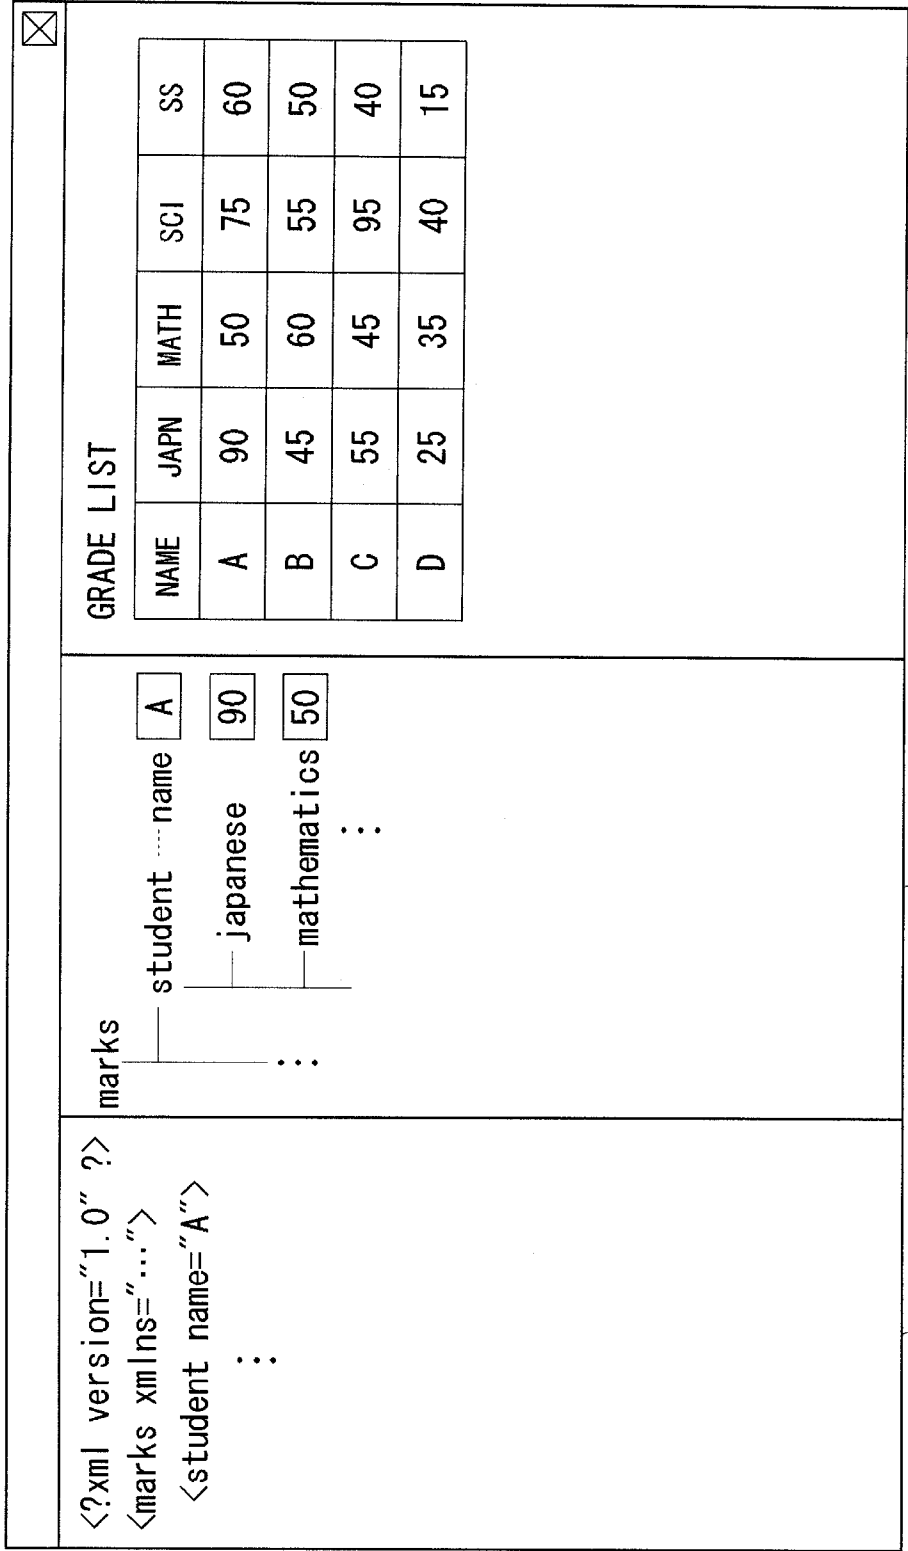 <?xml version="1.0" ?>
<marks xmlns="...">
<student name="A">
⋮
marks
student name A
japanese 90
mathematics 50
⋮
⋮
GRADE LIST
NAME JAPN MATH SCI SS
A 90 50 75 60
B 45 60 55 50
C 55 45 95 40
D 25 35 40 15